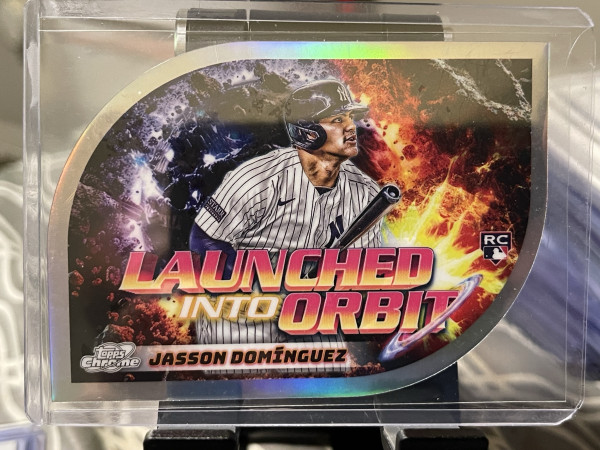 LAUNCHED
INTO ORBIT
RC
Topps
Chrome
JASSON DOMÍNGUEZ